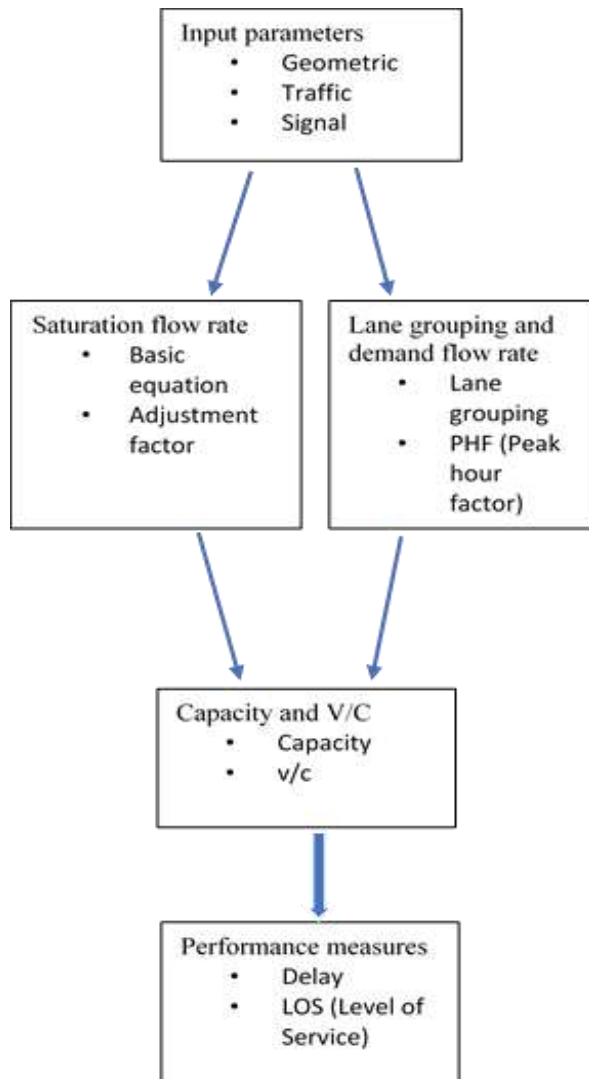 Input parameters
• Geometric
• Traffic
• Signal
Saturation flow rate
• Basic
equation
• Adjustment
factor
Lane grouping and
demand flow rate
• Lane
grouping
• PHF (Peak
hour
factor)
Capacity and V/C
• Capacity
• v/c
Performance measures
• Delay
• LOS (Level of
Service)